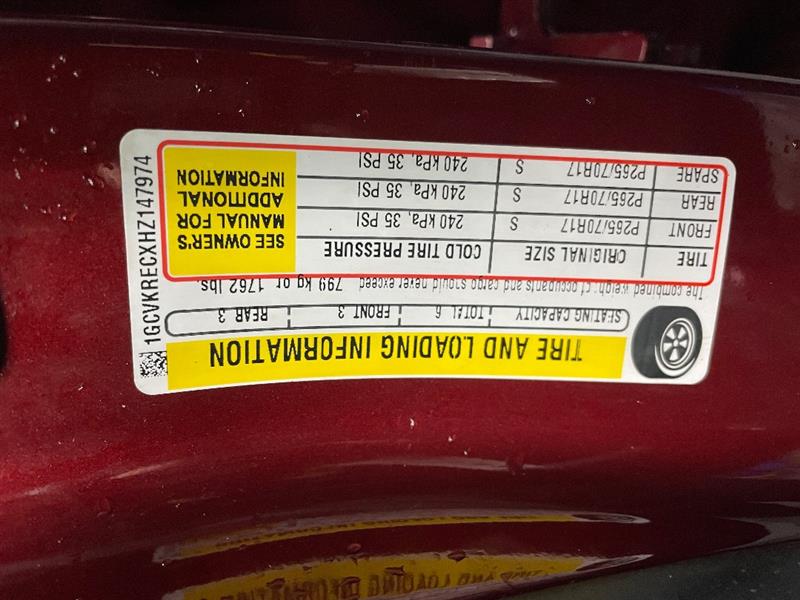 TIRE AND LOADING INFORMATION
SEATING CAPACITY TOTAL 6 FRONT 3 REAR 3
The combined weight of occupants and cargo should never exceed 799 kg or 1762 lbs.
TIRE ORIGINAL SIZE COLD TIRE PRESSURE
FRONT P265/70R17 S 240 kPa, 35 PSI
REAR P265/70R17 S 240 kPa, 35 PSI
SPARE P265/70R17 S 240 kPa, 35 PSI
SEE OWNER'S
MANUAL FOR
ADDITIONAL
INFORMATION
1GCVKRECXHZ147974